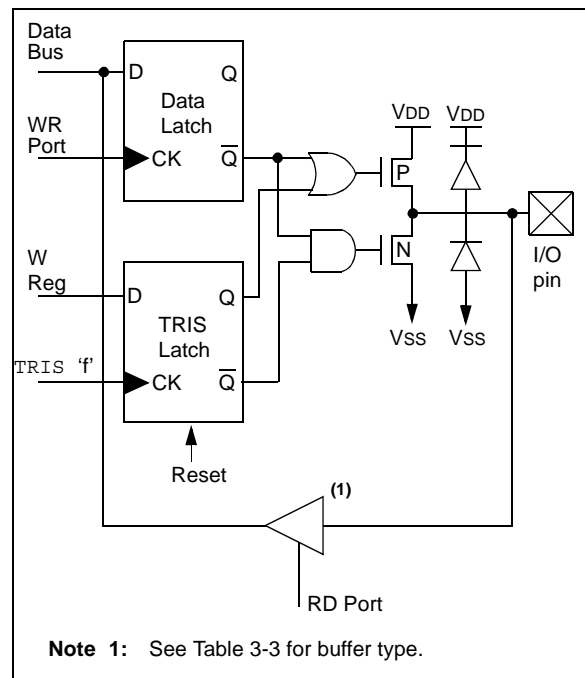 Data
Bus
D
Q
Data
Latch
WR
Port
CK
Q̅
VDD
VDD
P
N
I/O
pin
W
Reg
D
Q
TRIS
Latch
VSS
VSS
TRIS 'f'
CK
Q̅
Reset
(1)
RD Port
Note 1: See Table 3-3 for buffer type.